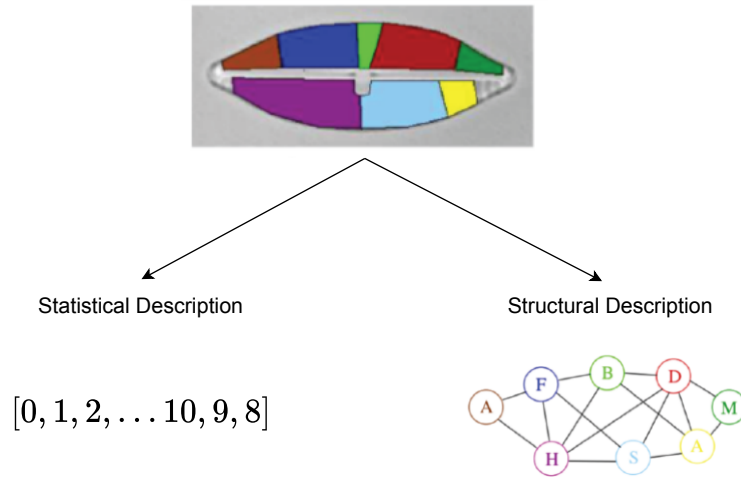 Statistical Description
Structural Description
[0, 1, 2, . . . 10, 9, 8]
A
F
B
D
M
H
S
A